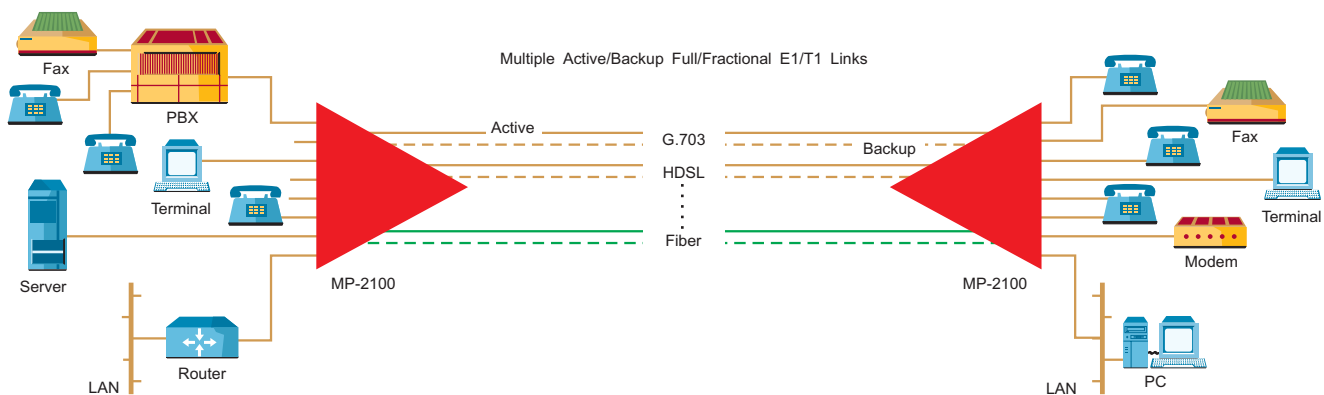 Multiple Active/Backup Full/Fractional E1/T1 Links
Fax
PBX
Terminal
Server
LAN
Router
MP-2100
Active
G.703
Backup
HDSL
Fiber
MP-2100
Fax
Terminal
Modem
LAN
PC